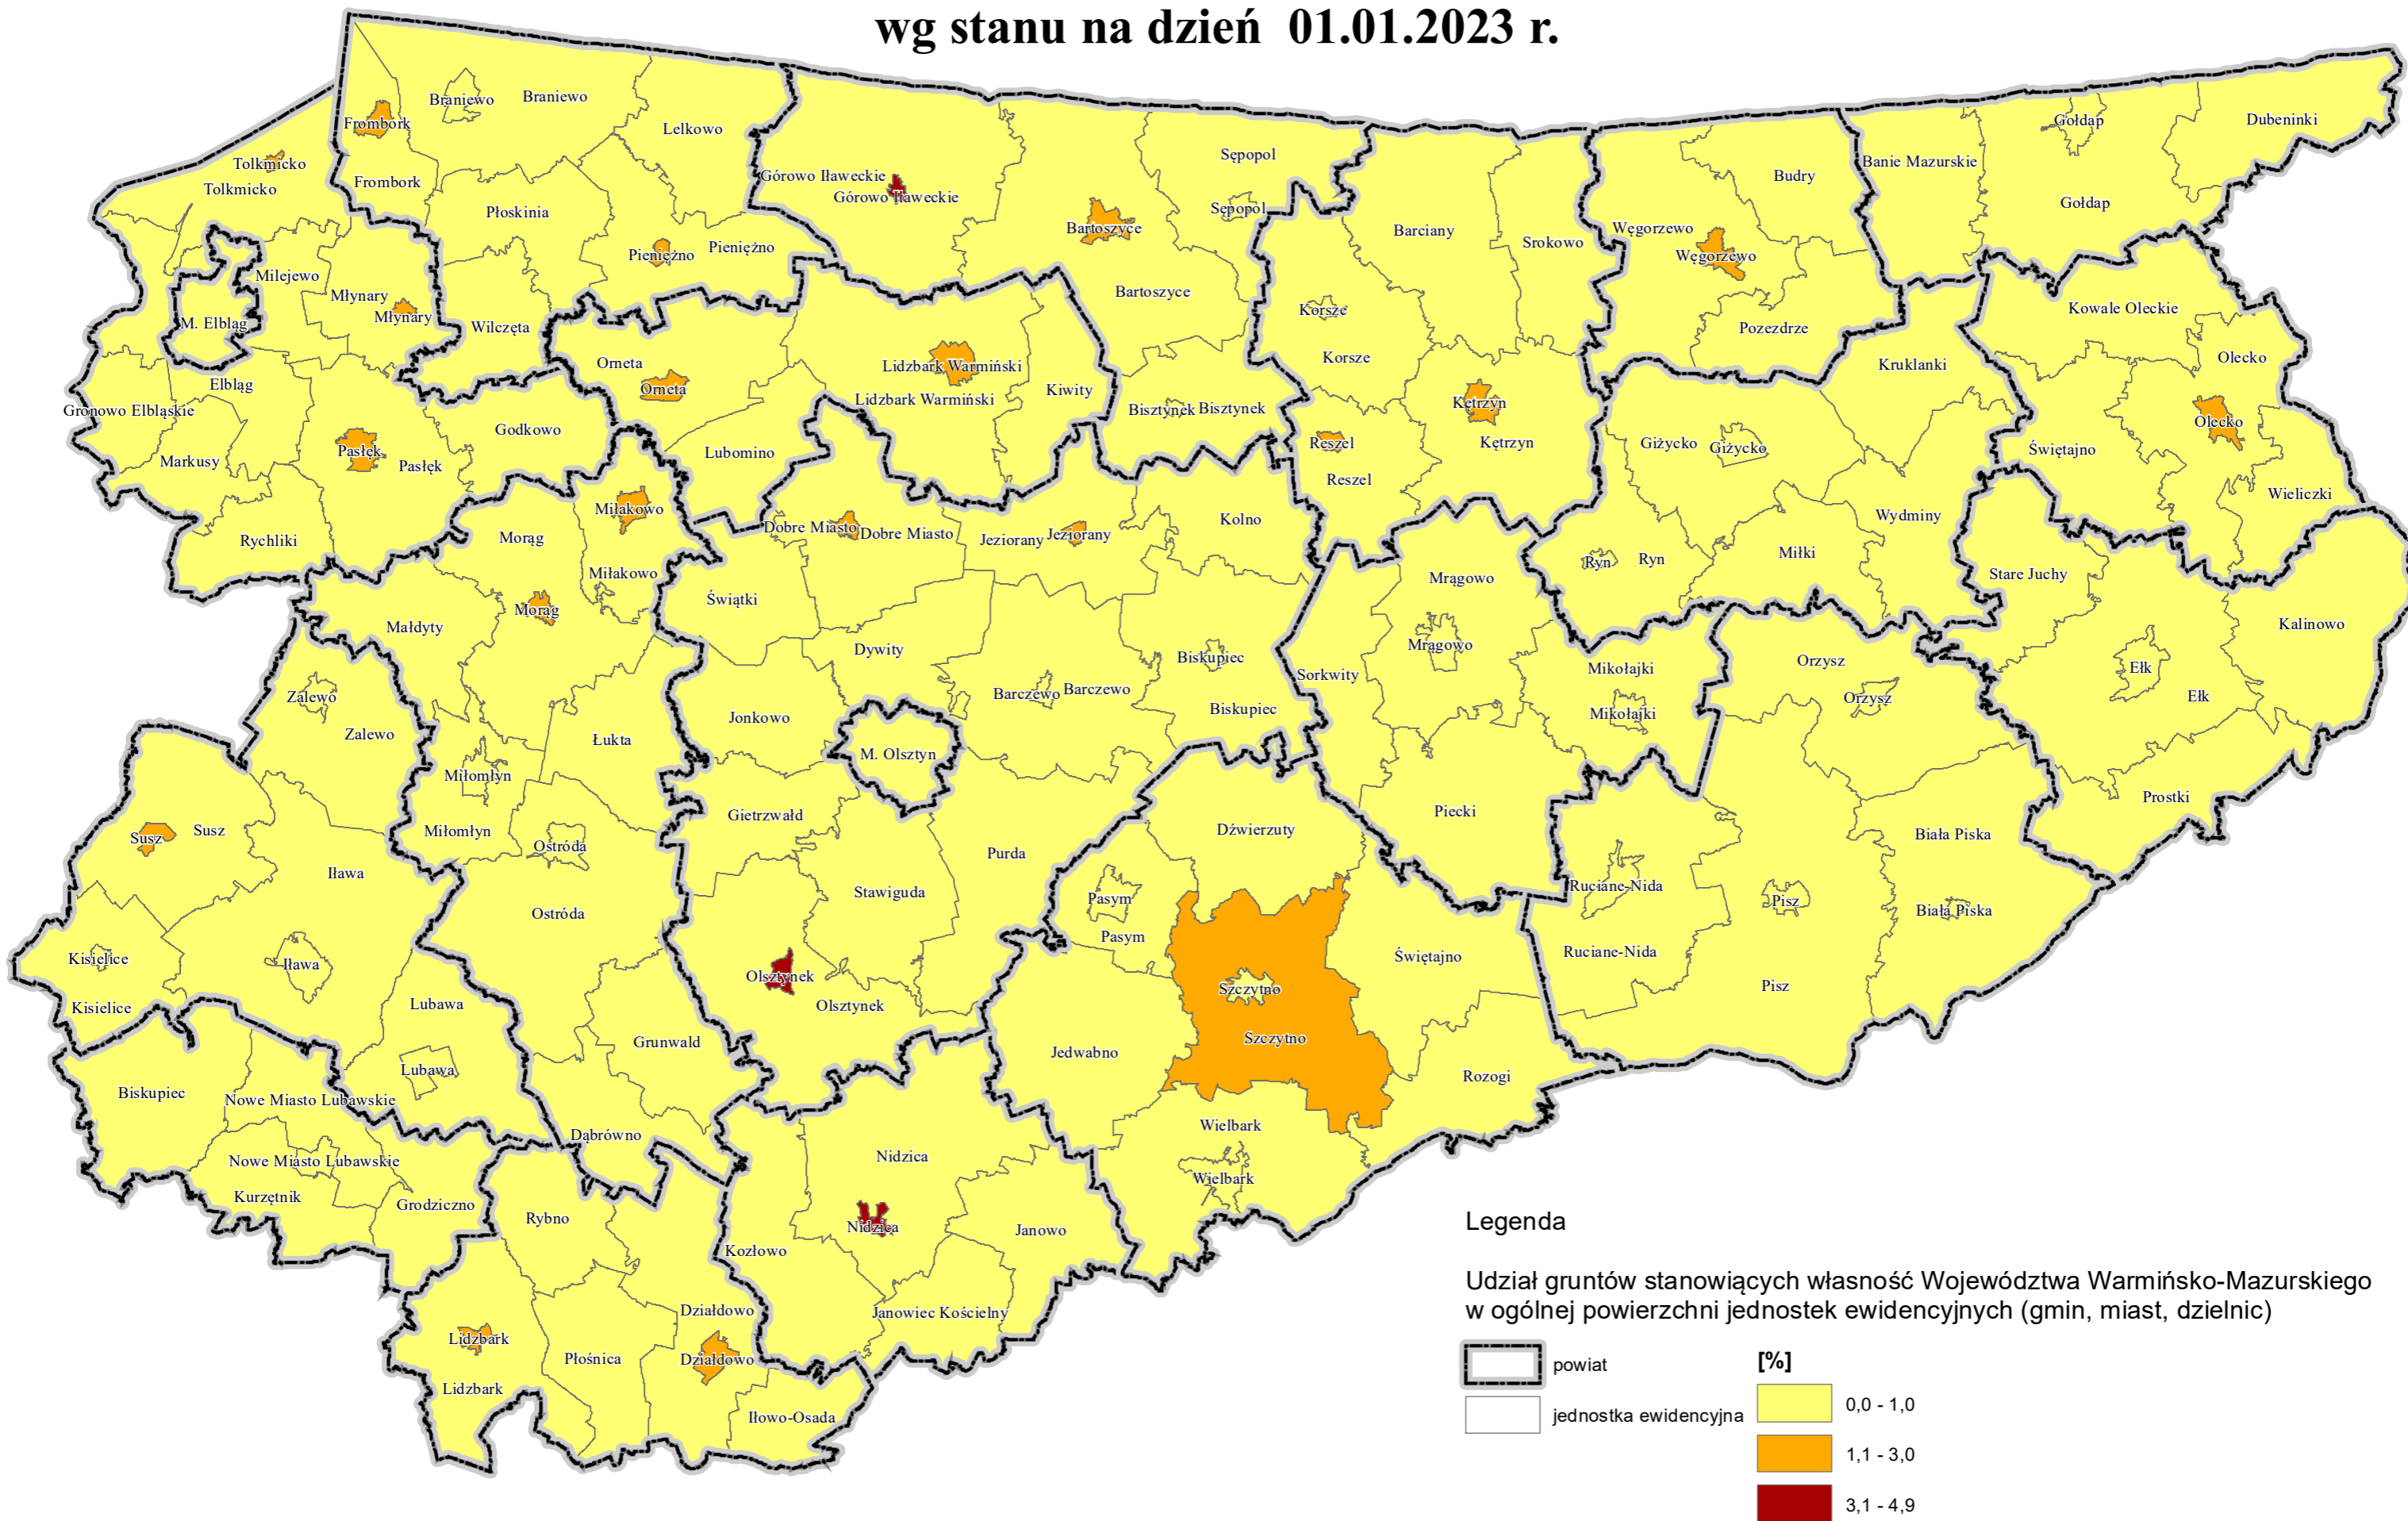 wg stanu na dzień 01.01.2023 r.
Braniewo
Braniewo
Frombork
Lelkowo
Gołdap
Dubeninki
Tolkmicko
Tolkmicko
Frombork
Sępopol
Banie Mazurskie
Górowo Iławeckie
Górowo Iławeckie
Budry
Płoskinia
Sępopol
Gołdap
Bartoszyce
Barciany
Srokowo
Węgorzewo
Węgorzewo
Pieniężno
Pieniężno
Milejewo
Młynary
Młynary
Bartoszyce
M. Elbląg
Wilczęta
Korsze
Pozezdrze
Kowale Oleckie
Orneta
Lidzbark Warmiński
Korsze
Kruklanki
Olecko
Elbląg
Orneta
Kiwity
Lidzbark Warmiński
Gronowo Elbląskie
Bisztynek
Bisztynek
Kętrzyn
Olecko
Godkowo
Pasłęk
Pasłęk
Lubomino
Reszel
Kętrzyn
Giżycko
Giżycko
Świętajno
Markusy
Reszel
Wieliczki
Miłakowo
Kolno
Wydminy
Dobre Miasto
Dobre Miasto
Jeziorany
Jeziorany
Rychliki
Morąg
Miłki
Ryn
Ryn
Miłakowo
Mrągowo
Stare Juchy
Świątki
Morąg
Małdyty
Kalinowo
Dywity
Biskupiec
Mrągowo
Mikołajki
Orzysz
Ełk
Sorkwity
Zalewo
Barczewo
Barczewo
Orzysz
Ełk
Jonkowo
Biskupiec
Mikołajki
Zalewo
Łukta
M. Olsztyn
Miłomłyn
Prostki
Gietrzwałd
Piecki
Susz
Susz
Miłomłyn
Dźwierzuty
Biała Piska
Ostróda
Purda
Iława
Stawiguda
Ruciane-Nida
Pasym
Pisz
Ostróda
Biała Piska
Pasym
Kisielice
Iława
Świętajno
Ruciane-Nida
Olsztynek
Szczytno
Pisz
Kisielice
Lubawa
Olsztynek
Grunwald
Szczytno
Jedwabno
Lubawa
Rozogi
Biskupiec
Nowe Miasto Lubawskie
Wielbark
Dąbrówno
Nidzica
Nowe Miasto Lubawskie
Wielbark
Kurzętnik
Grodziczno
Rybno
Nidzica
Janowo
Kozłowo
Działdowo
Janowiec Kościelny
Lidzbark
Płośnica
Działdowo
Lidzbark
Iłowo-Osada
Legenda
Udział gruntów stanowiących własność Województwa Warmińsko-Mazurskiego
w ogólnej powierzchni jednostek ewidencyjnych (gmin, miast, dzielnic)
powiat
[%]
0,0 - 1,0
jednostka ewidencyjna
1,1 - 3,0
3,1 - 4,9